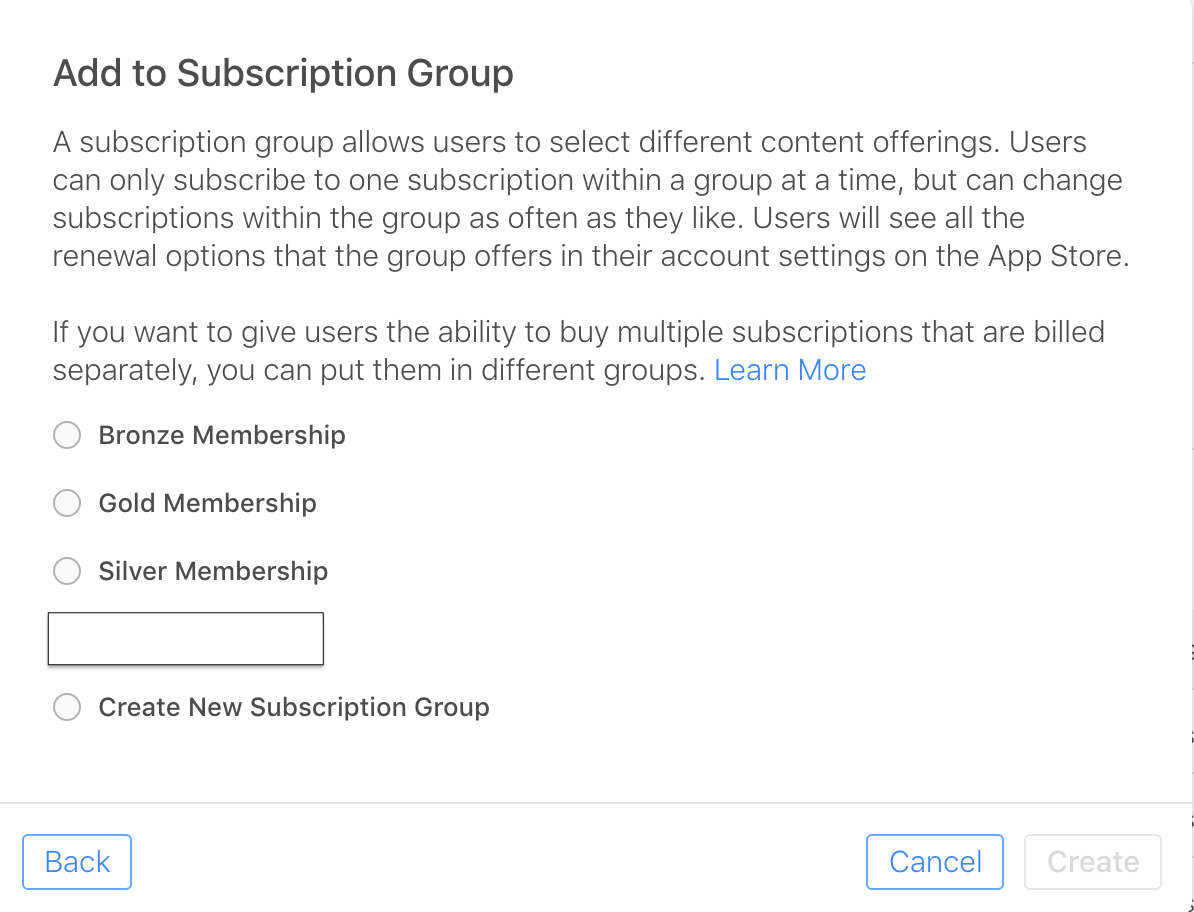 Add to Subscription Group
A subscription group allows users to select different content offerings. Users
can only subscribe to one subscription within a group at a time, but can change
subscriptions within the group as often as they like. Users will see all the
renewal options that the group offers in their account settings on the App Store.
If you want to give users the ability to buy multiple subscriptions that are billed
separately, you can put them in different groups. Learn More
Bronze Membership
Gold Membership
Silver Membership
Create New Subscription Group
Back Cancel Create